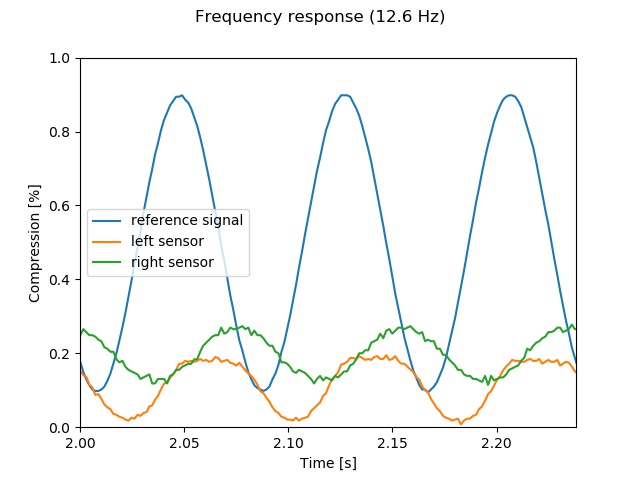 Frequency response (12.6 Hz)
1.0
0.8
0.6
0.4
0.2
0.0
Compression [%]
reference signal
left sensor
right sensor
2.00 2.05 2.10 2.15 2.20
Time [s]